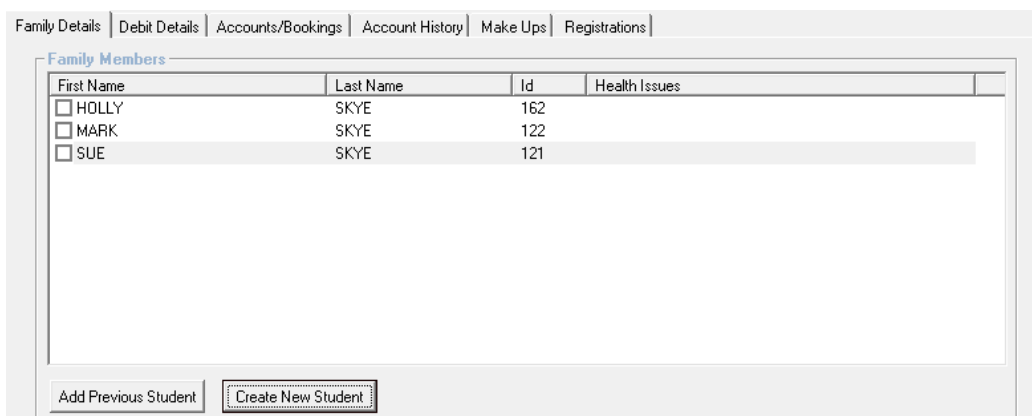 Family Details Debit Details Accounts/Bookings Account History Make Ups Registrations
Family Members
First Name Last Name Id Health Issues
HOLLY SKYE 162
MARK SKYE 122
SUE SKYE 121
Add Previous Student Create New Student